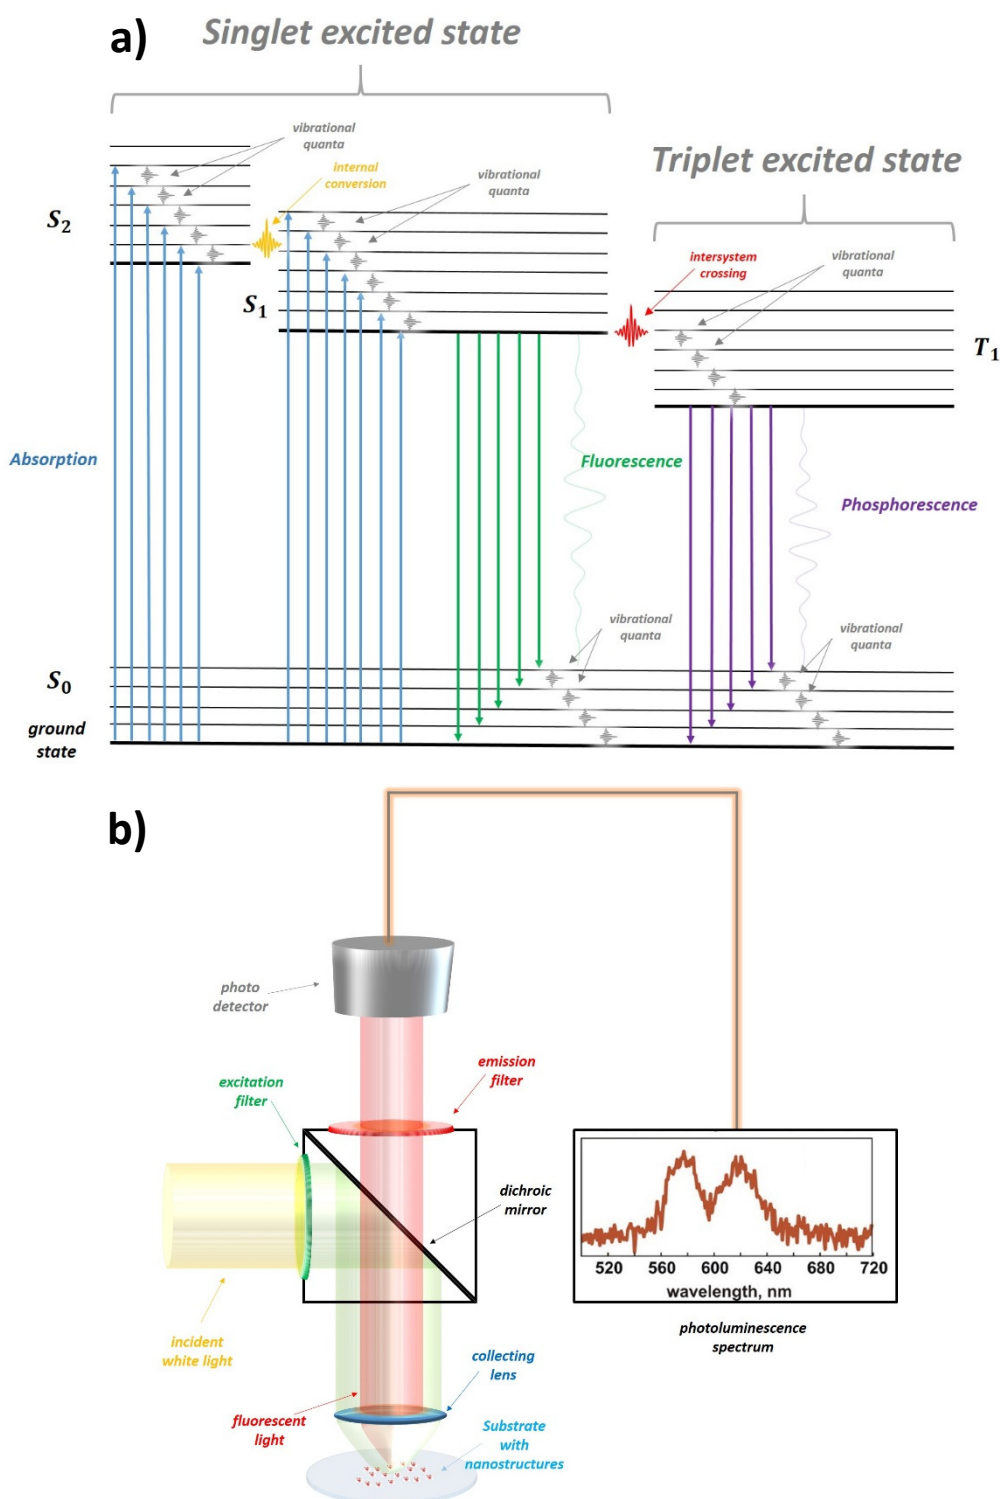 a)
Singlet excited state
Triplet excited state
vibrational
quanta
internal
conversion
vibrational
quanta
intersystem
crossing
vibrational
quanta
S2
S1
T1
Absorption
Fluorescence
Phosphorescence
vibrational
quanta
vibrational
quanta
S0
ground
state
b)
photo
detector
emission
filter
excitation
filter
dichroic
mirror
520 560 600 640 680 720
wavelength, nm
photoluminescence
spectrum
incident
white light
collecting
lens
fluorescent
light
Substrate
with
nanostructures